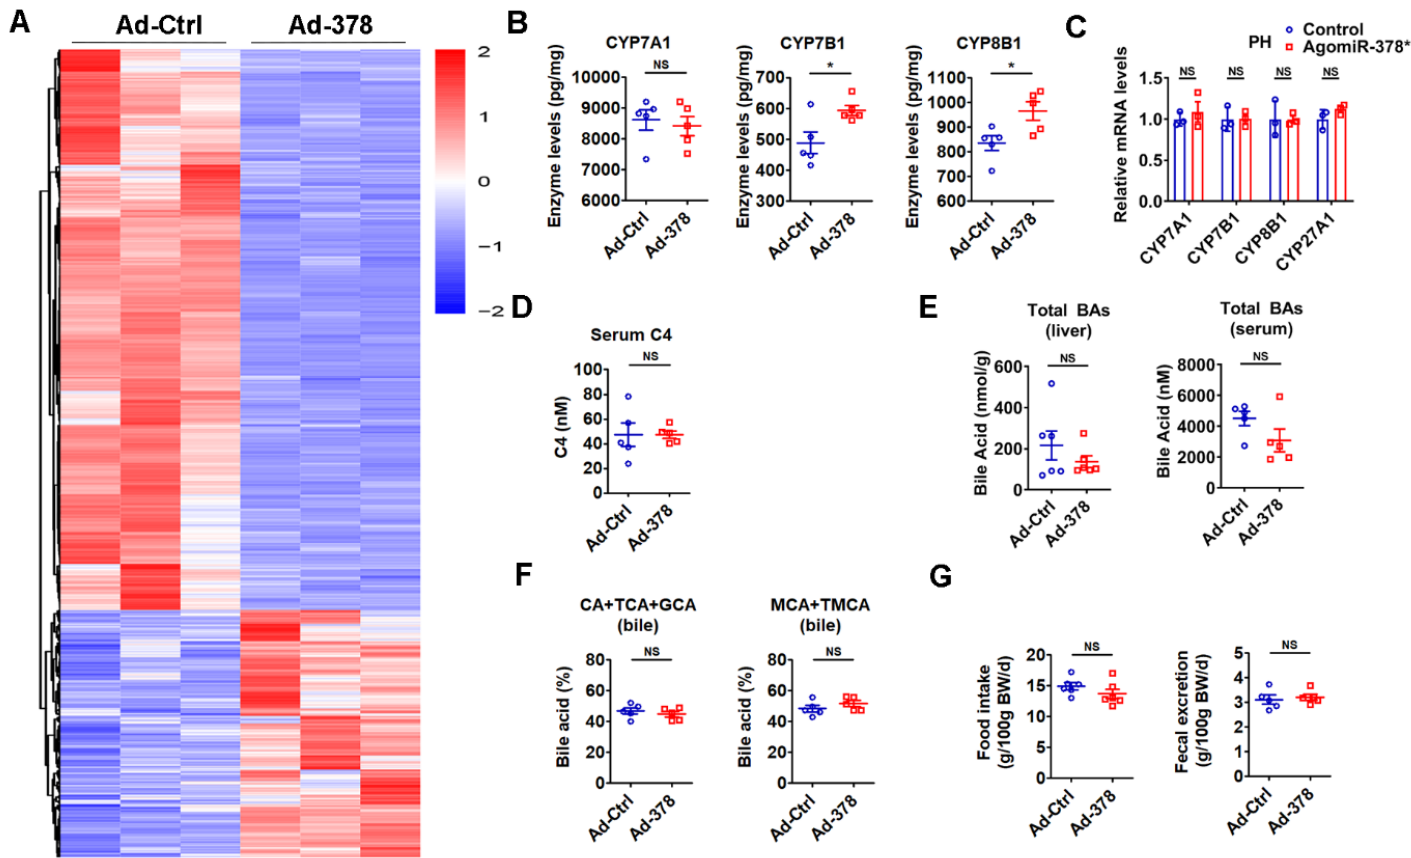 A
Ad-Ctrl
Ad-378
2
1
0
−1
−2
B
CYP7A1
Enzyme levels (pg/mg)
10000
9000
8000
7000
6000
NS
Ad-Ctrl
Ad-378
CYP7B1
Enzyme levels (pg/mg)
700
600
500
400
300
*
Ad-Ctrl
Ad-378
CYP8B1
Enzyme levels (pg/mg)
1100
1000
900
800
700
600
*
Ad-Ctrl
Ad-378
C
PH
Control
AgomiR-378*
Relative mRNA levels
1.5
1.0
0.5
0.0
NS
NS
NS
NS
CYP7A1
CYP7B1
CYP8B1
CYP27A1
D
Serum C4
C4 (nM)
100
80
60
40
20
0
NS
Ad-Ctrl
Ad-378
E
Total BAs
(liver)
Bile Acid (nmol/g)
600
400
200
0
NS
Ad-Ctrl
Ad-378
Total BAs
(serum)
Bile Acid (nM)
8000
6000
4000
2000
0
NS
Ad-Ctrl
Ad-378
F
CA+TCA+GCA
(bile)
Bile acid (%)
80
60
40
20
0
NS
Ad-Ctrl
Ad-378
MCA+TMCA
(bile)
Bile acid (%)
80
60
40
20
0
NS
Ad-Ctrl
Ad-378
G
Food intake
(g/100g BW/d)
20
15
10
5
0
NS
Ad-Ctrl
Ad-378
Fecal excretion
(g/100g BW/d)
5
4
3
2
1
0
NS
Ad-Ctrl
Ad-378